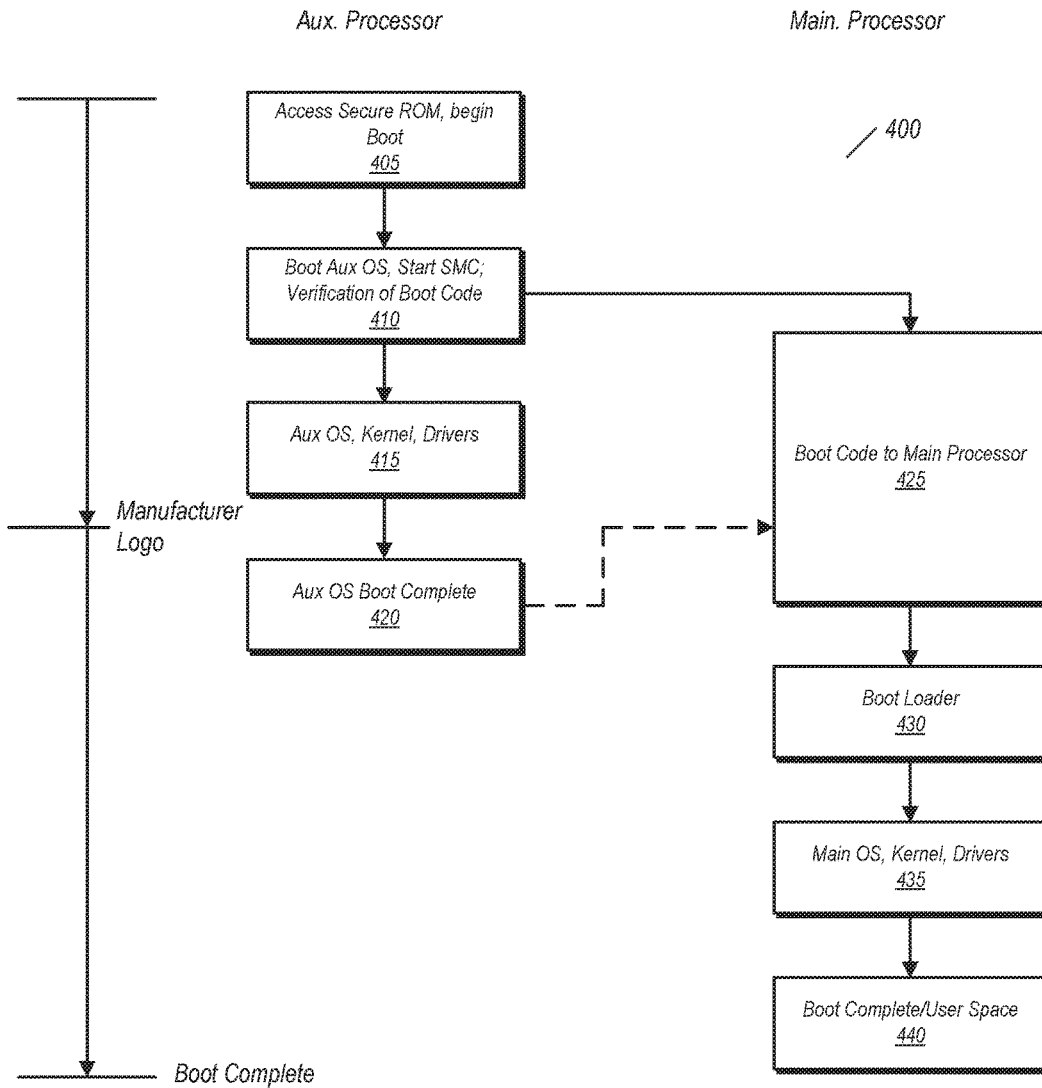 Aux. Processor
Main. Processor
400
Access Secure ROM, begin
Boot
405
Boot Aux OS, Start SMC;
Verification of Boot Code
410
Aux OS, Kernel, Drivers
415
Boot Code to Main Processor
425
Manufacturer
Logo
Aux OS Boot Complete
420
Boot Loader
430
Main OS, Kernel, Drivers
435
Boot Complete/User Space
440
Boot Complete